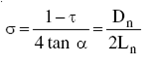 σ = (1 − τ) / (4 tan α) = Dₙ / (2Lₙ)